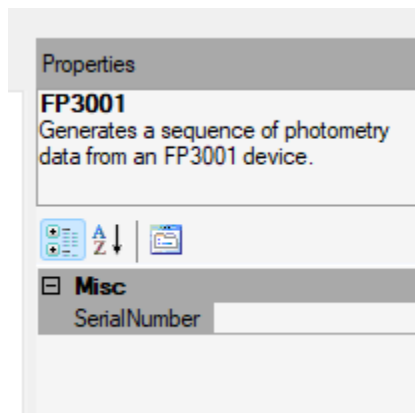 Properties
FP3001
Generates a sequence of photometry
data from an FP3001 device.
A
Z
Misc
SerialNumber